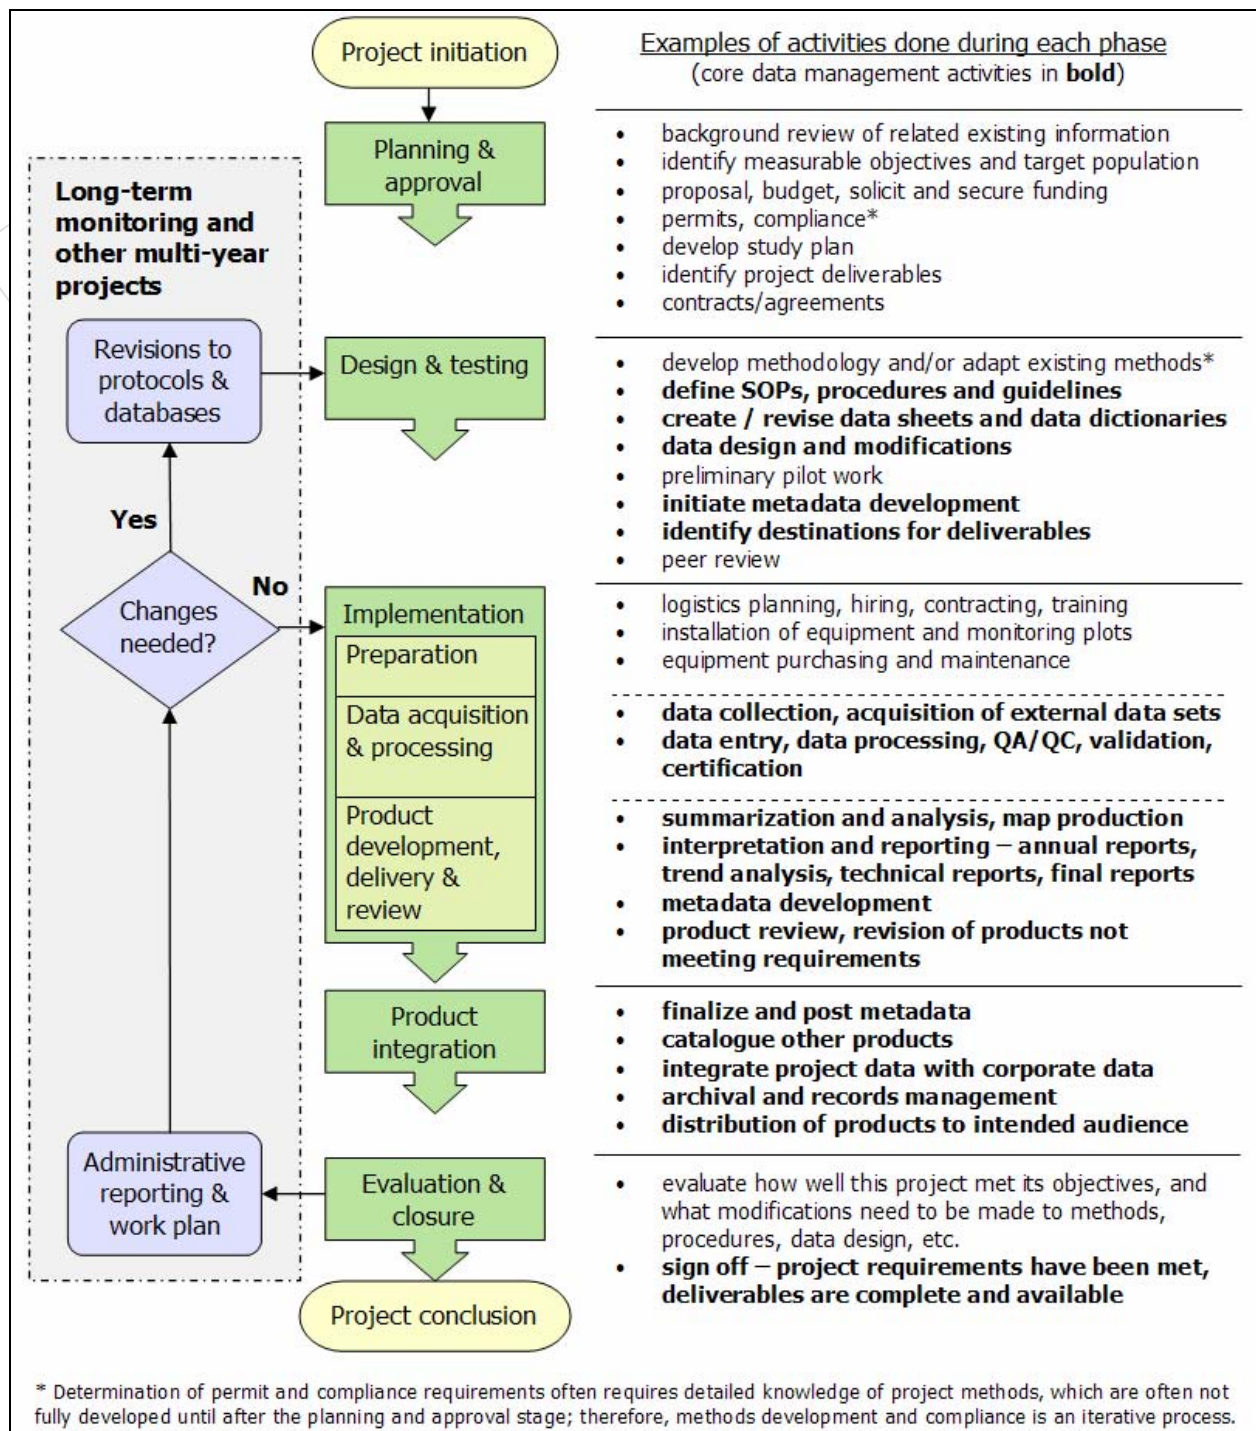 Project initiation
Examples of activities done during each phase
(core data management activities in bold)
Planning &
approval
• background review of related existing information
• identify measurable objectives and target population
• proposal, budget, solicit and secure funding
• permits, compliance*
• develop study plan
• identify project deliverables
• contracts/agreements
Long-term
monitoring and
other multi-year
projects
Revisions to
protocols &
databases
Design & testing
• develop methodology and/or adapt existing methods*
• define SOPs, procedures and guidelines
• create / revise data sheets and data dictionaries
• data design and modifications
• preliminary pilot work
• initiate metadata development
• identify destinations for deliverables
• peer review
Yes
No
Changes
needed?
Implementation
Preparation
• logistics planning, hiring, contracting, training
• installation of equipment and monitoring plots
• equipment purchasing and maintenance
Data acquisition
& processing
• data collection, acquisition of external data sets
• data entry, data processing, QA/QC, validation,
certification
Product
development,
delivery &
review
• summarization and analysis, map production
• interpretation and reporting – annual reports,
trend analysis, technical reports, final reports
• metadata development
• product review, revision of products not
meeting requirements
Product
integration
• finalize and post metadata
• catalogue other products
• integrate project data with corporate data
• archival and records management
• distribution of products to intended audience
Administrative
reporting &
work plan
Evaluation &
closure
• evaluate how well this project met its objectives, and
what modifications need to be made to methods,
procedures, data design, etc.
• sign off – project requirements have been met,
deliverables are complete and available
Project conclusion
* Determination of permit and compliance requirements often requires detailed knowledge of project methods, which are often not
fully developed until after the planning and approval stage; therefore, methods development and compliance is an iterative process.